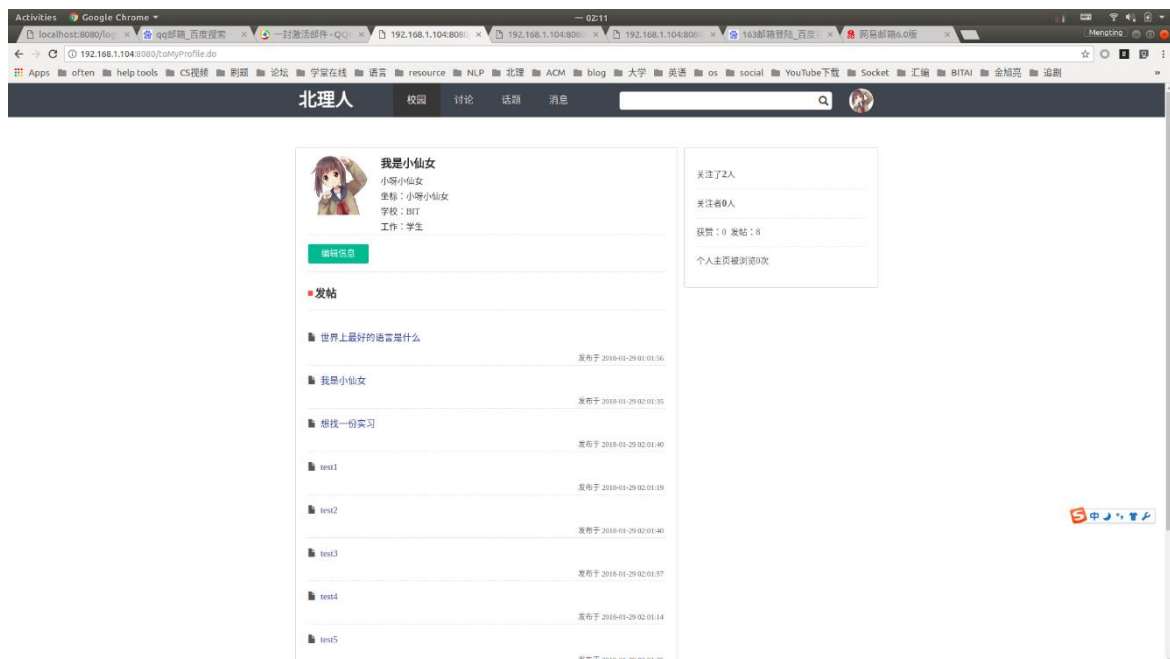 Activities Google Chrome
02:11
localhost:8080/log
qq邮箱_百度搜索
一封激活邮件 - QQ
192.168.1.104:8080
192.168.1.104:8080
192.168.1.104:8080
163邮箱登陆_百度
网易邮箱6.0版
Mengting
192.168.1.104:8080/toMyProfile.do
Apps often help tools CS视频 刷题 论坛 学堂在线 语言 resource NLP 北理 ACM blog 大学 英语 os social YouTube下载 Socket 汇编 BITAI 金旭亮 追剧 »
北理人 校园 讨论 话题 消息
我是小仙女
小呀小仙女
坐标：小呀小仙女
学校：BIT
工作：学生
编辑信息
关注了2人
关注者0人
获赞：0 发帖：8
个人主页被浏览0次
发帖
世界上最好的语言是什么
发布于 2018-01-29 01:01:56
我是小仙女
发布于 2018-01-29 02:01:35
想找一份实习
发布于 2018-01-29 02:01:40
test1
发布于 2018-01-29 02:01:19
test2
发布于 2018-01-29 02:01:40
test3
发布于 2018-01-29 02:01:57
test4
发布于 2018-01-29 02:01:14
test5
中